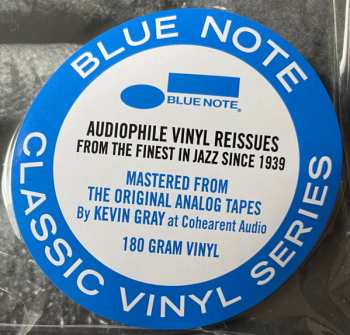 BLUE NOTE
BLUE NOTE.
AUDIOPHILE VINYL REISSUES
FROM THE FINEST IN JAZZ SINCE 1939
MASTERED FROM
THE ORIGINAL ANALOG TAPES
By KEVIN GRAY at Cohearent Audio
180 GRAM VINYL
CLASSIC VINYL SERIES